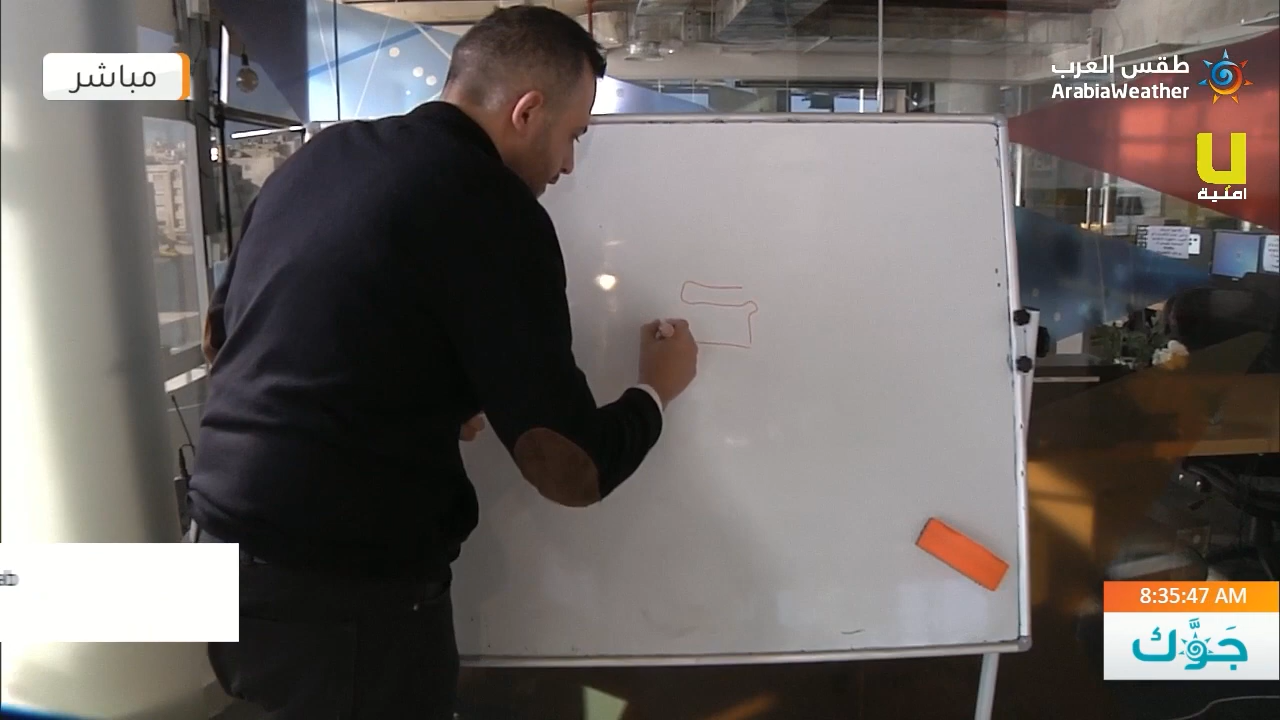 مباشر
طقس العرب
ArabiaWeather
U
امنية
8:35:47 AM
جَوَّك